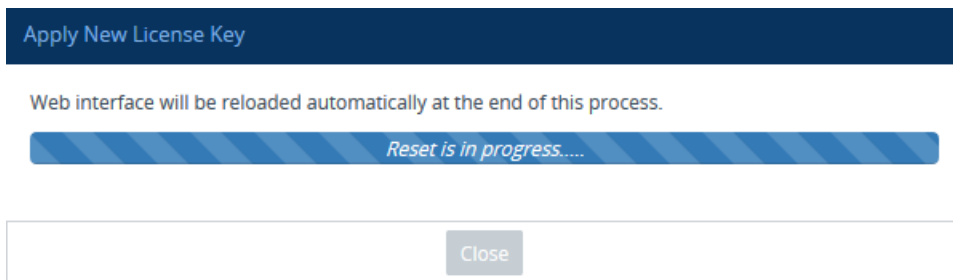 Apply New License Key
Web interface will be reloaded automatically at the end of this process.
Reset is in progress.....
Close